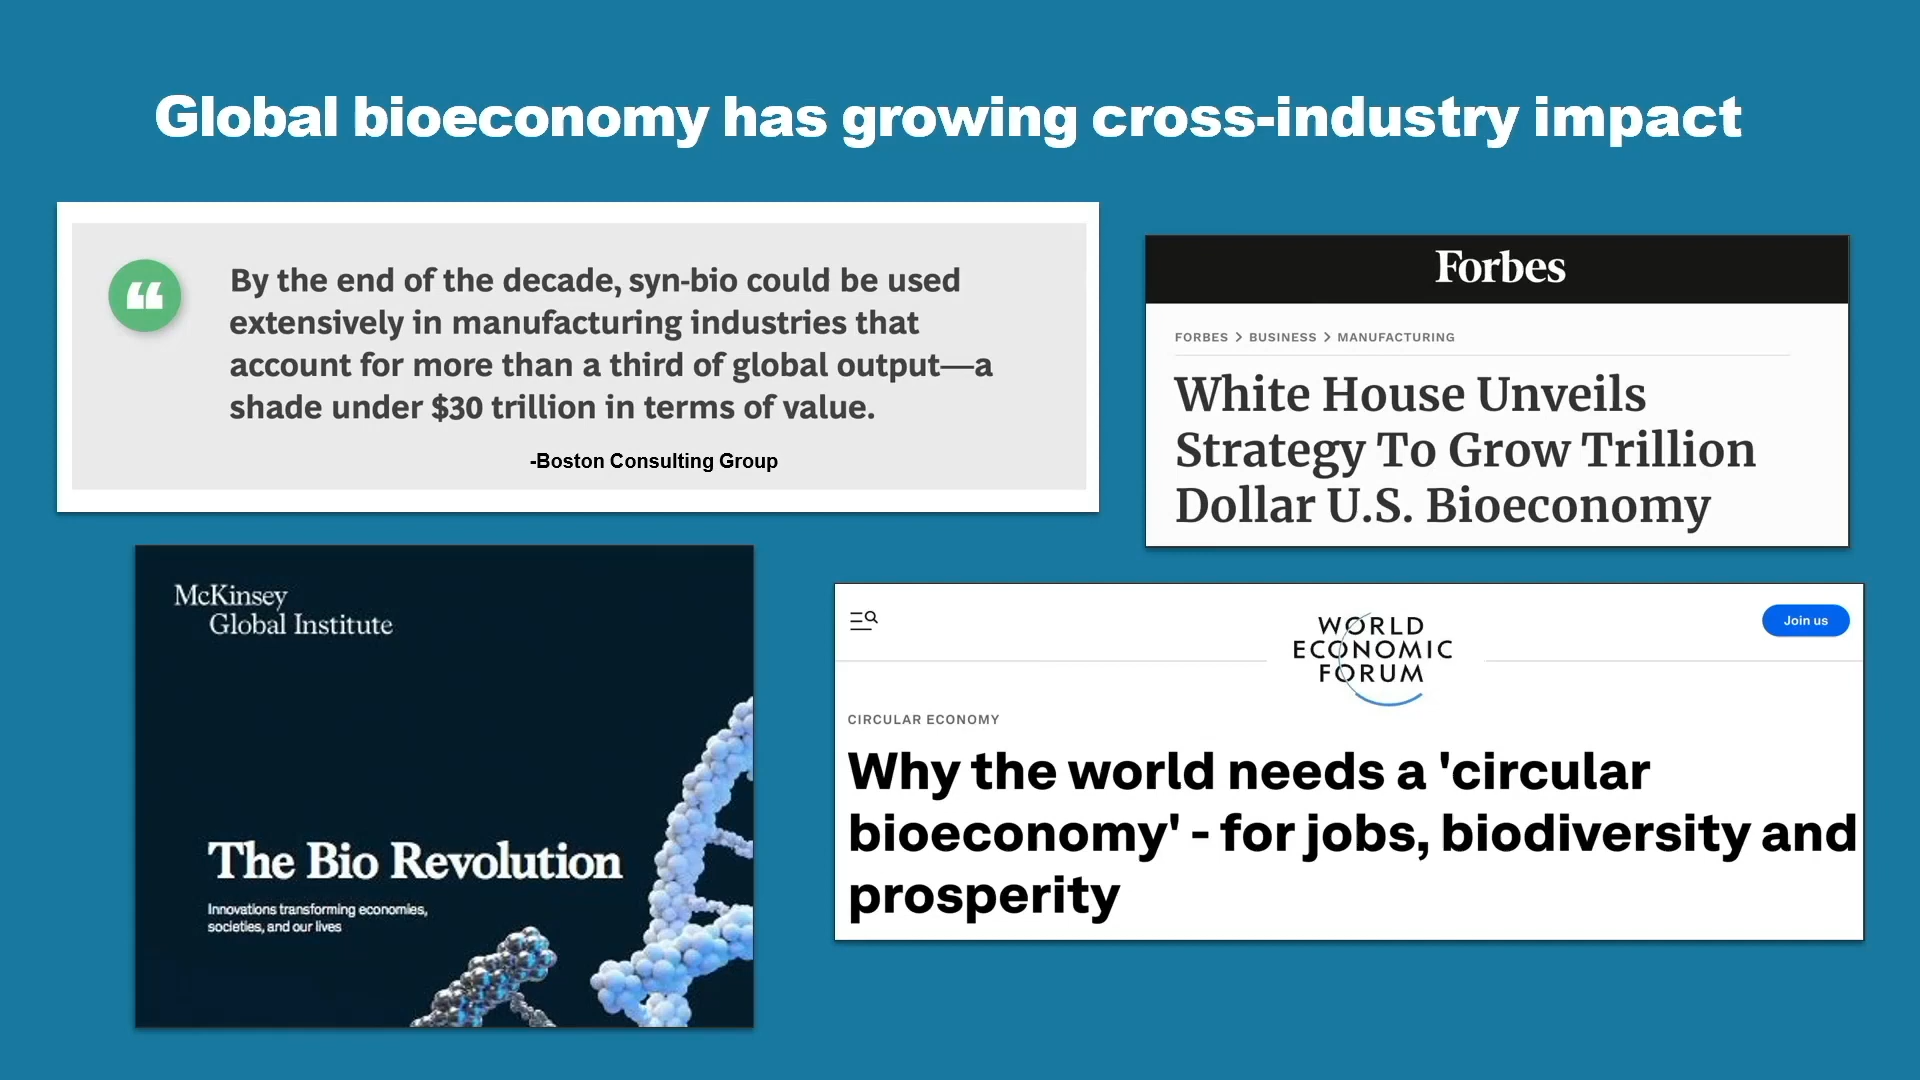 Global bioeconomy has growing cross-industry impact
By the end of the decade, syn-bio could be used
extensively in manufacturing industries that
account for more than a third of global output—a
shade under $30 trillion in terms of value.
-Boston Consulting Group
Forbes
FORBES > BUSINESS > MANUFACTURING
White House Unveils
Strategy To Grow Trillion
Dollar U.S. Bioeconomy
McKinsey
Global Institute
The Bio Revolution
Innovations transforming economies,
societies, and our lives
WORLD
ECONOMIC
FORUM
Join us
CIRCULAR ECONOMY
Why the world needs a 'circular
bioeconomy' - for jobs, biodiversity and
prosperity